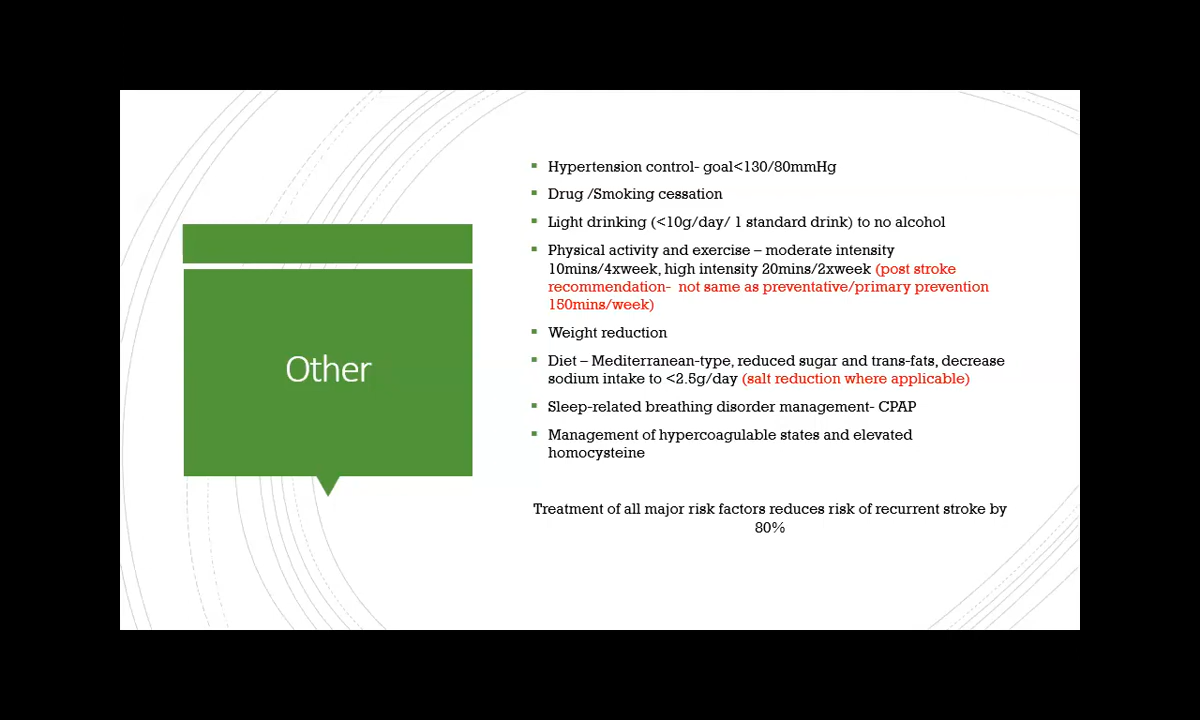 Other
Hypertension control- goal<130/80mmHg
Drug /Smoking cessation
Light drinking (<10g/day/ 1 standard drink) to no alcohol
Physical activity and exercise – moderate intensity
10mins/4xweek, high intensity 20mins/2xweek (post stroke
recommendation-  not same as preventative/primary prevention
150mins/week)
Weight reduction
Diet – Mediterranean-type, reduced sugar and trans-fats, decrease
sodium intake to <2.5g/day (salt reduction where applicable)
Sleep-related breathing disorder management- CPAP
Management of hypercoagulable states and elevated
homocysteine
Treatment of all major risk factors reduces risk of recurrent stroke by
80%